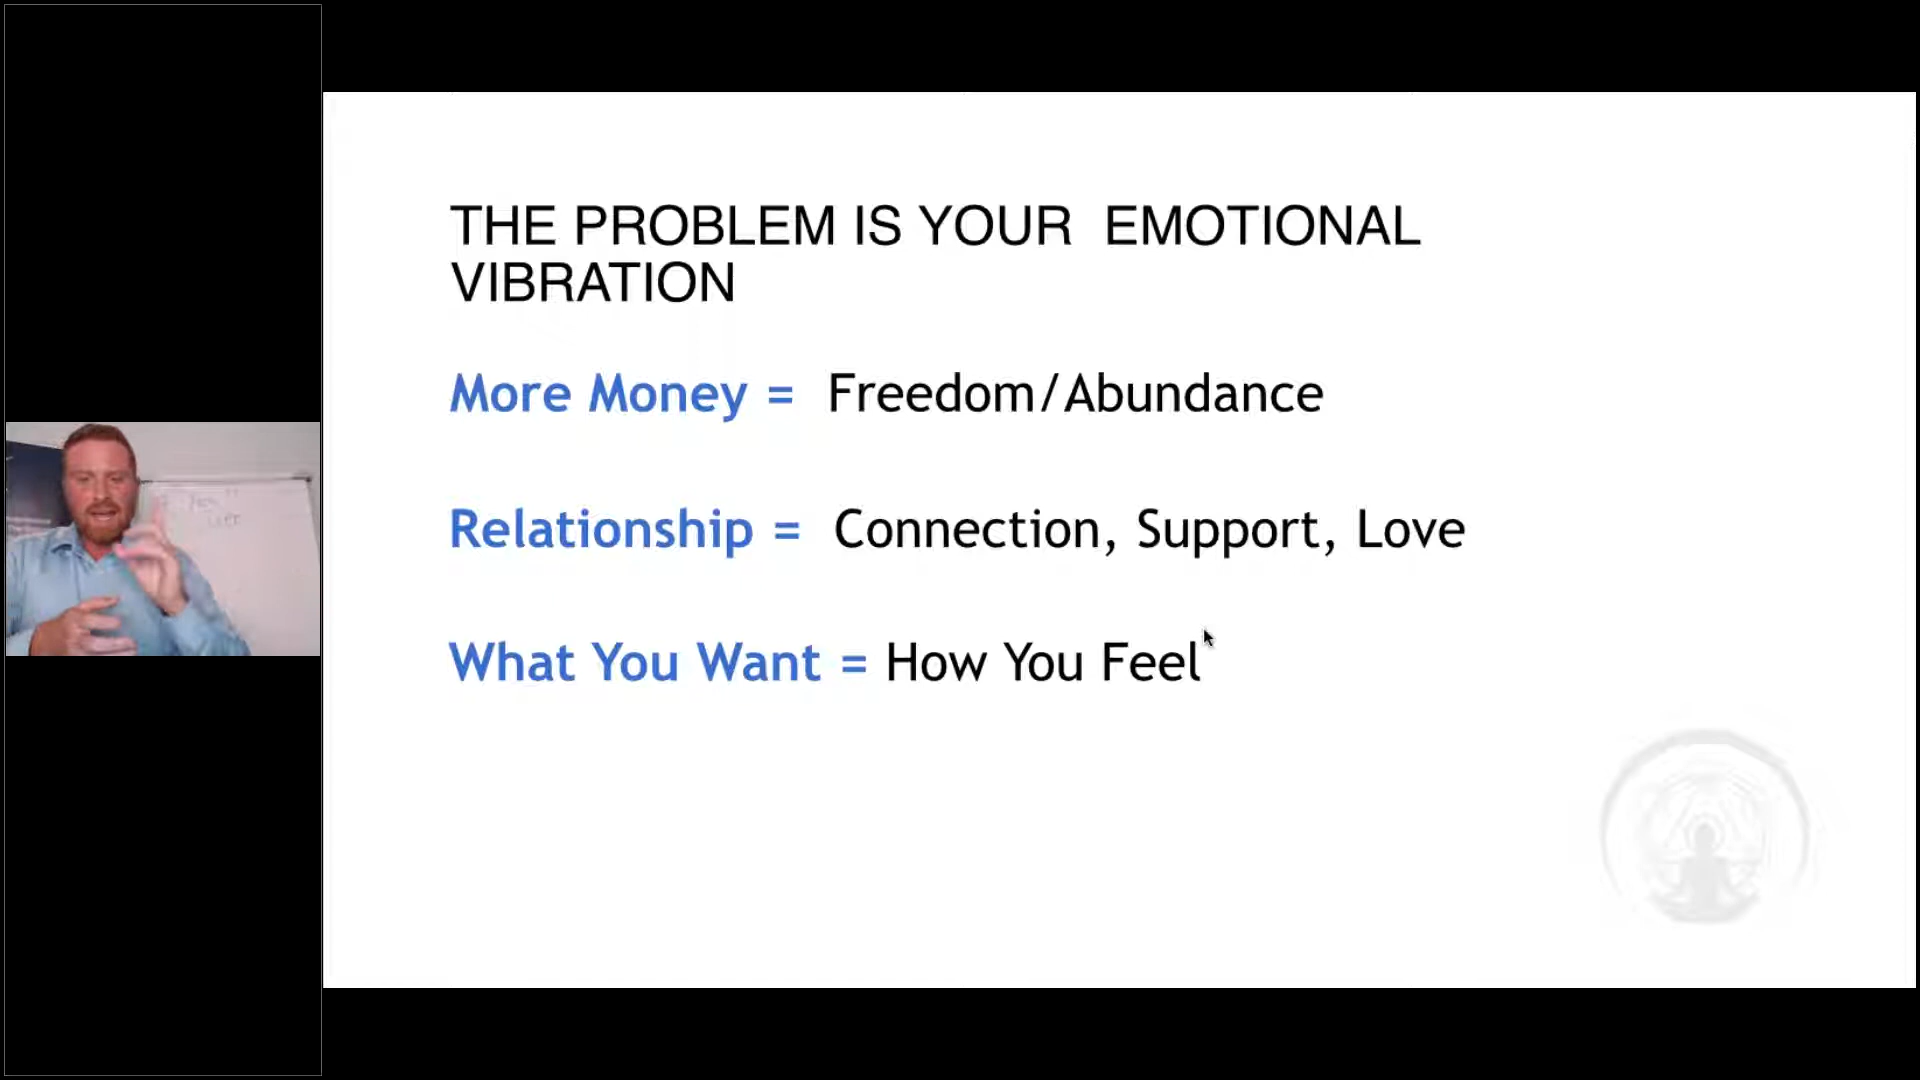 THE PROBLEM IS YOUR  EMOTIONAL
VIBRATION
More Money =  Freedom/Abundance
Relationship =  Connection, Support, Love
What You Want = How You Feel